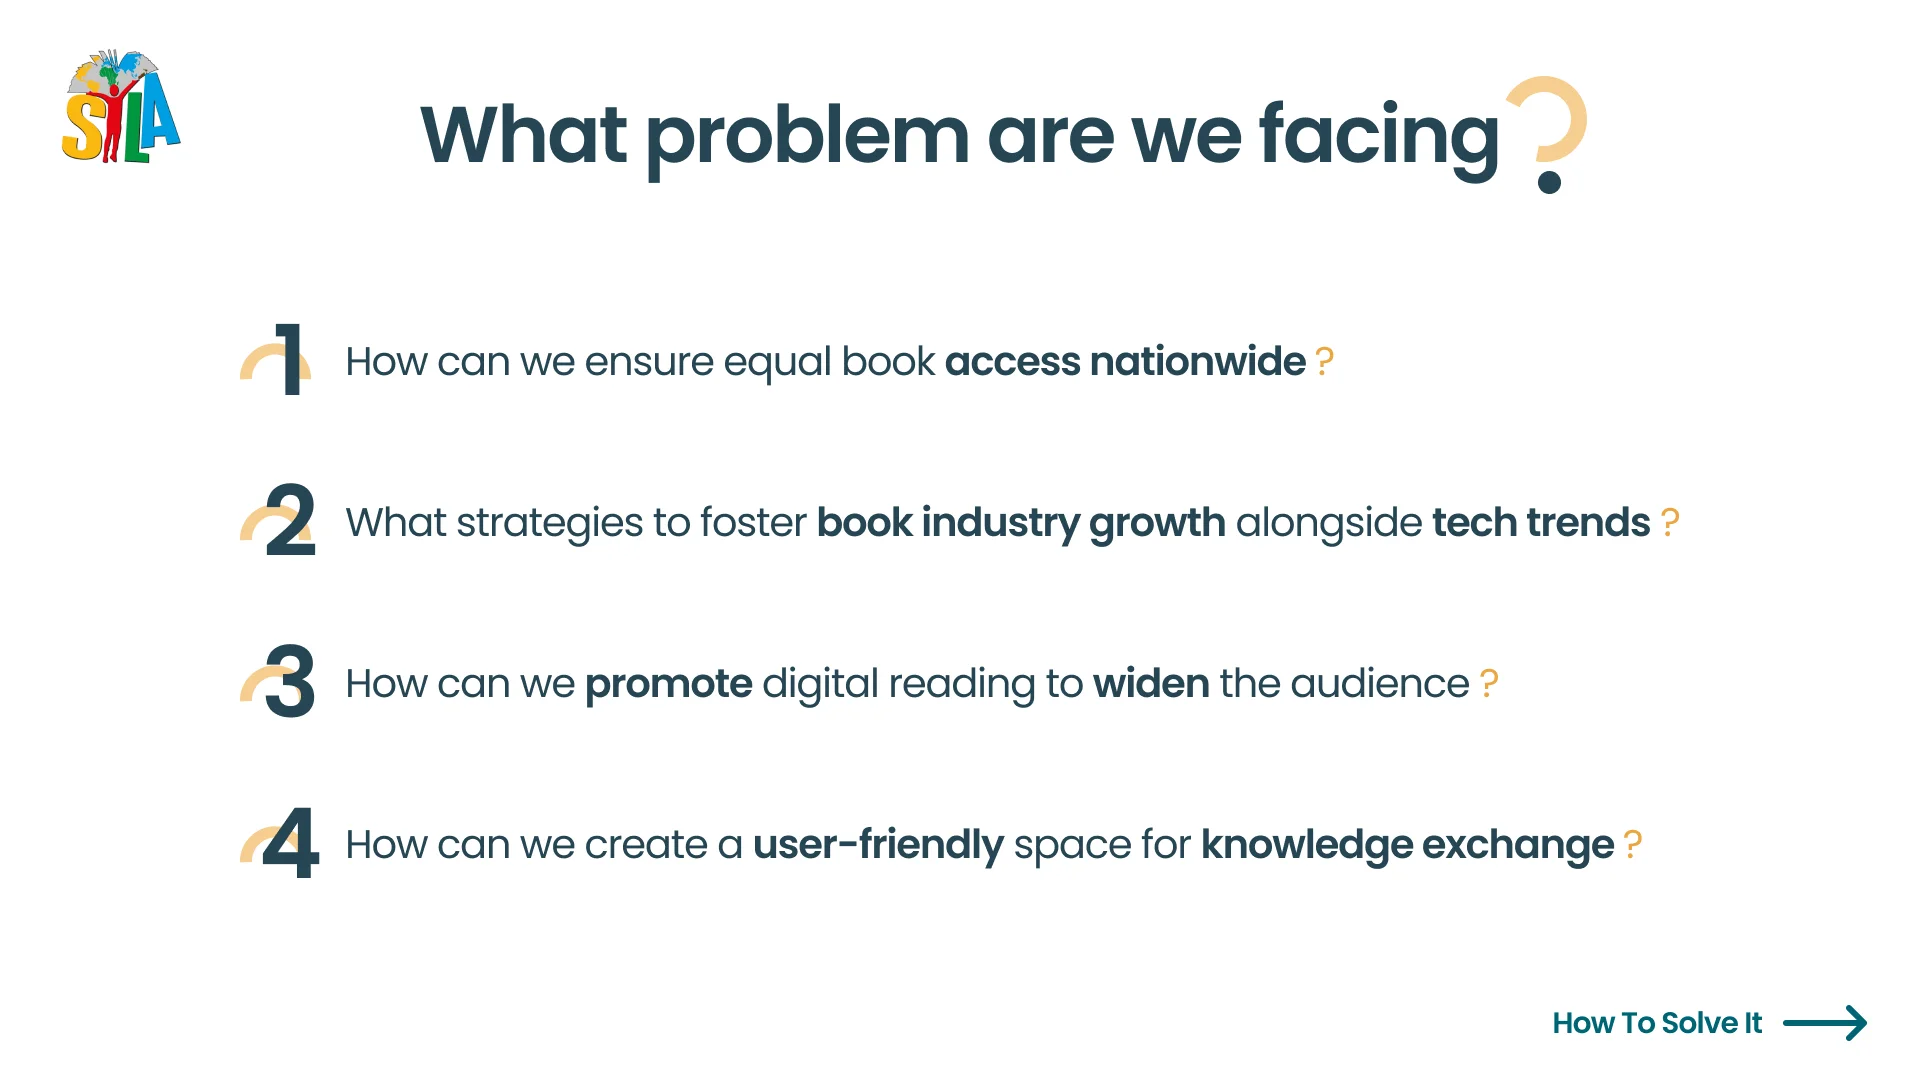 SILA
What problem are we facing?
1 How can we ensure equal book access nationwide ?
2 What strategies to foster book industry growth alongside tech trends ?
3 How can we promote digital reading to widen the audience ?
4 How can we create a user-friendly space for knowledge exchange ?
How To Solve It